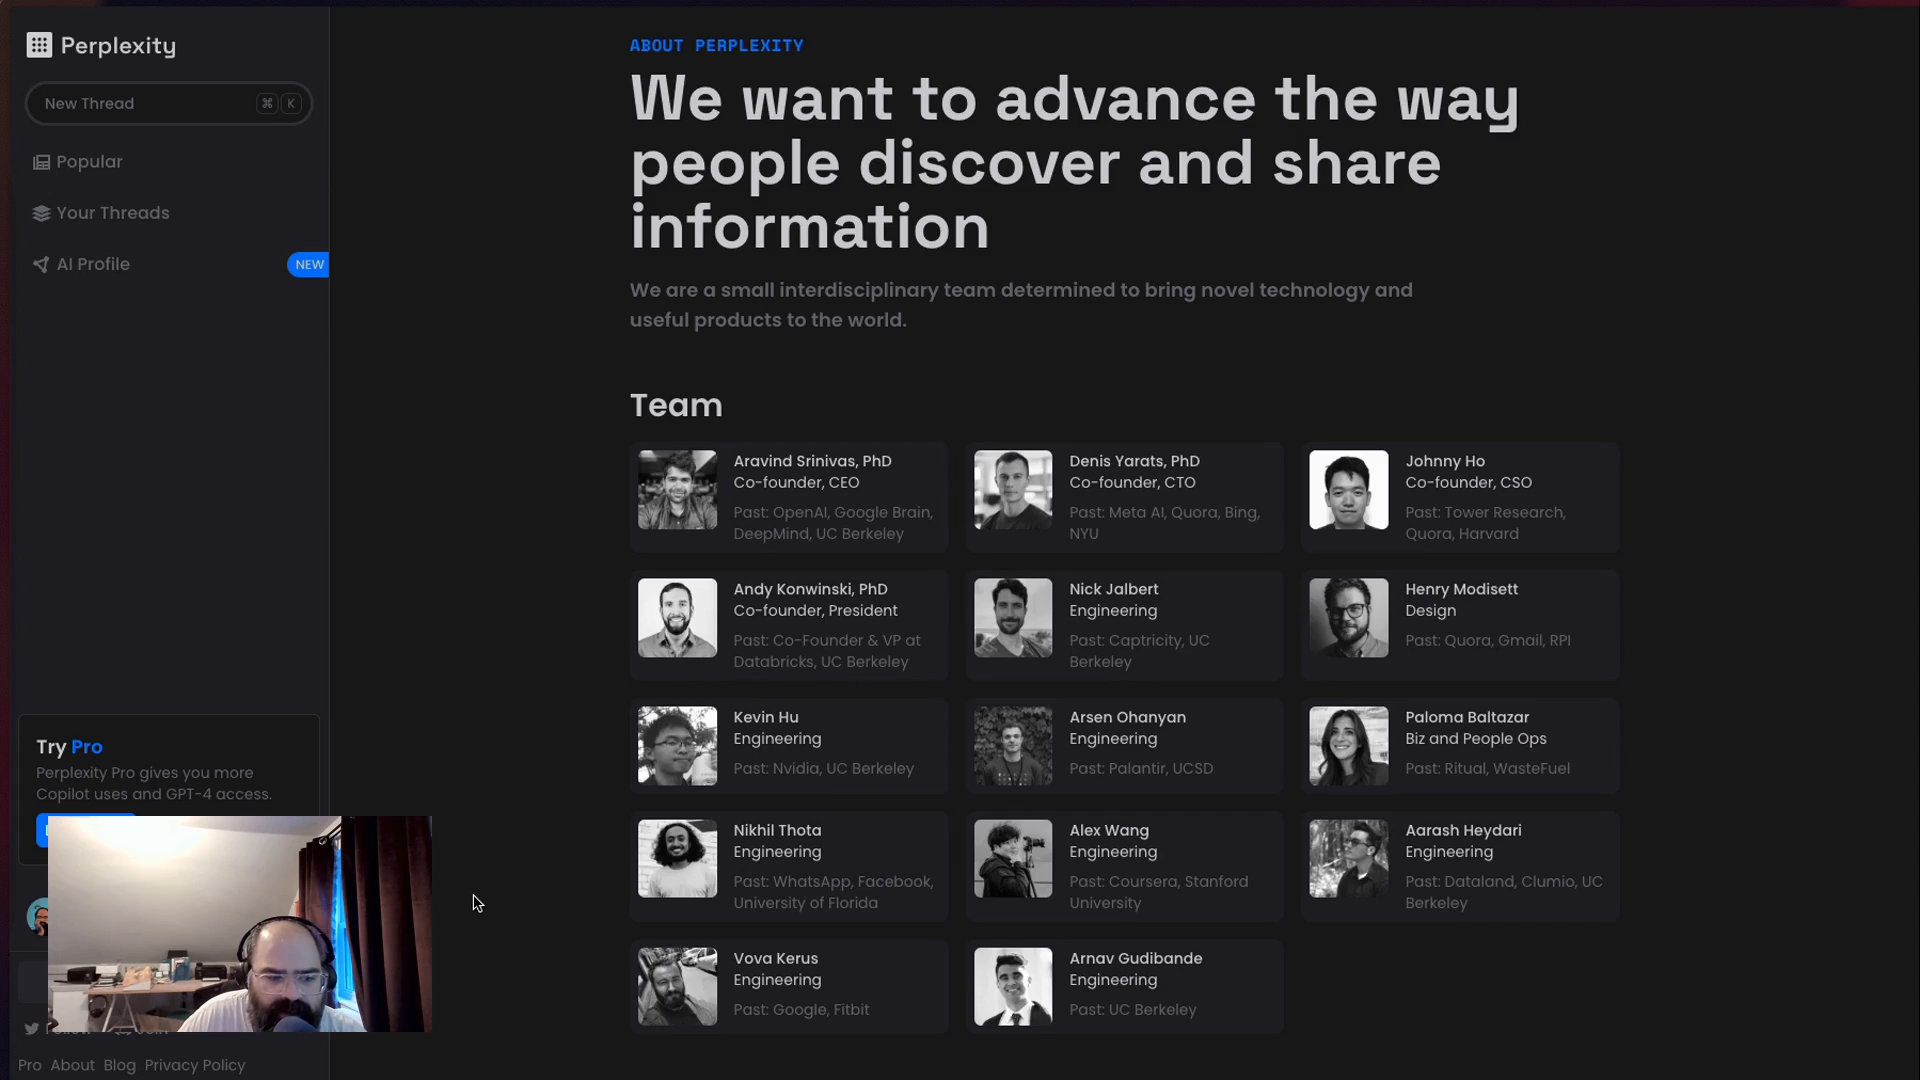 Perplexity
New Thread
⌘ K
Popular
Your Threads
AI Profile
NEW
Try Pro
Perplexity Pro gives you more
Copilot uses and GPT-4 access.
Pro About Blog Privacy Policy
ABOUT PERPLEXITY
We want to advance the way
people discover and share
information
We are a small interdisciplinary team determined to bring novel technology and
useful products to the world.
Team
Aravind Srinivas, PhD
Co-founder, CEO
Past: OpenAI, Google Brain,
DeepMind, UC Berkeley
Denis Yarats, PhD
Co-founder, CTO
Past: Meta AI, Quora, Bing,
NYU
Johnny Ho
Co-founder, CSO
Past: Tower Research,
Quora, Harvard
Andy Konwinski, PhD
Co-founder, President
Past: Co-Founder & VP at
Databricks, UC Berkeley
Nick Jalbert
Engineering
Past: Captricity, UC
Berkeley
Henry Modisett
Design
Past: Quora, Gmail, RPI
Kevin Hu
Engineering
Past: Nvidia, UC Berkeley
Arsen Ohanyan
Engineering
Past: Palantir, UCSD
Paloma Baltazar
Biz and People Ops
Past: Ritual, WasteFuel
Nikhil Thota
Engineering
Past: WhatsApp, Facebook,
University of Florida
Alex Wang
Engineering
Past: Coursera, Stanford
University
Aarash Heydari
Engineering
Past: Dataland, Clumio, UC
Berkeley
Vova Kerus
Engineering
Past: Google, Fitbit
Arnav Gudibande
Engineering
Past: UC Berkeley